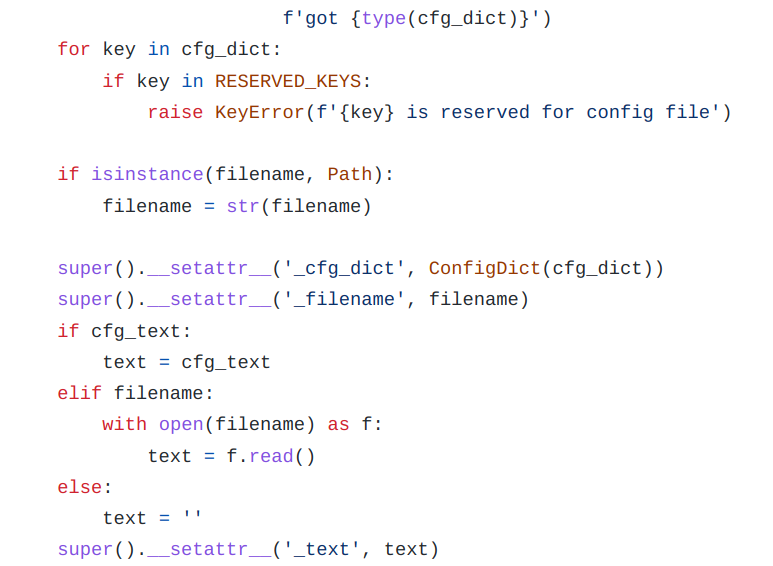 f'got {type(cfg_dict)}')
for key in cfg_dict:
if key in RESERVED_KEYS:
raise KeyError(f'{key} is reserved for config file')
if isinstance(filename, Path):
filename = str(filename)
super().__setattr__('_cfg_dict', ConfigDict(cfg_dict))
super().__setattr__('_filename', filename)
if cfg_text:
text = cfg_text
elif filename:
with open(filename) as f:
text = f.read()
else:
text = ''
super().__setattr__('_text', text)